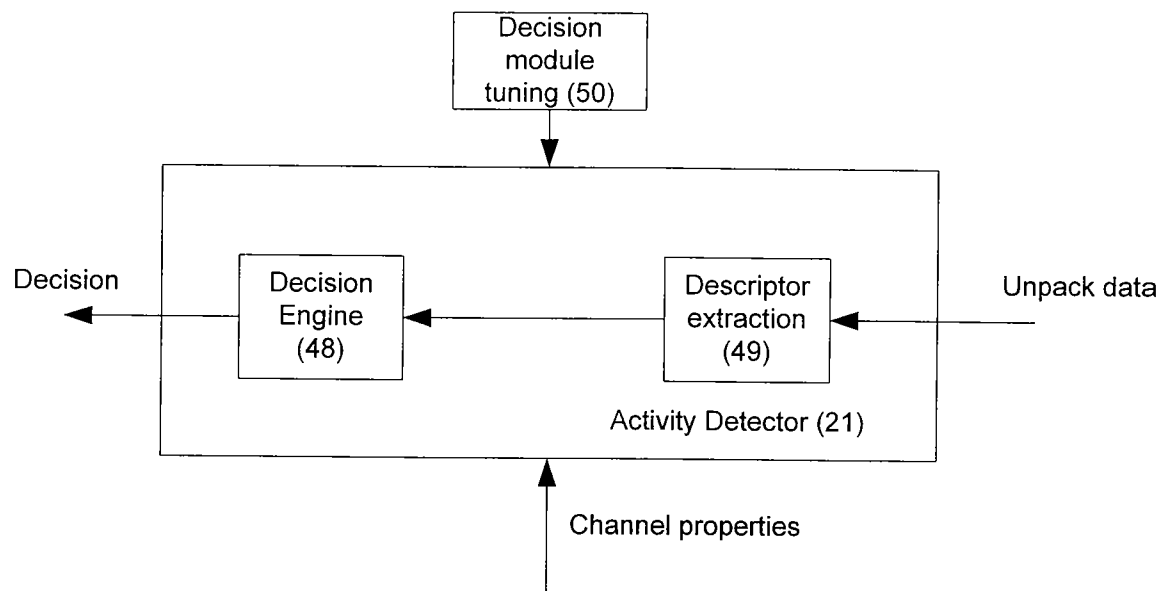 Decision
module
tuning (50)
Decision
Decision
Engine
(48)
Descriptor
extraction
(49)
Unpack data
Activity Detector (21)
Channel properties